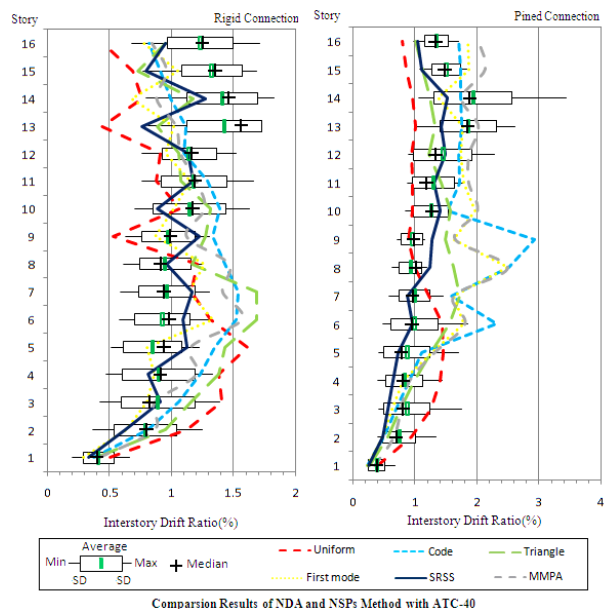 Story Rigid Connection
16
15
14
13
12
11
10
9
8
7
6
5
4
3
2
1
0 0.5 1 1.5 2
Interstory Drift Ratio(%)
Story Pined Connection
16
15
14
13
12
11
10
9
8
7
6
5
4
3
2
1
0 1 2 3 4
Interstory Drift Ratio(%)
Average
Min Max
SD SD
Median
Uniform
Code
Triangle
First mode
SRSS
MMPA
Comparsion Results of NDA and NSPs Method with ATC-40